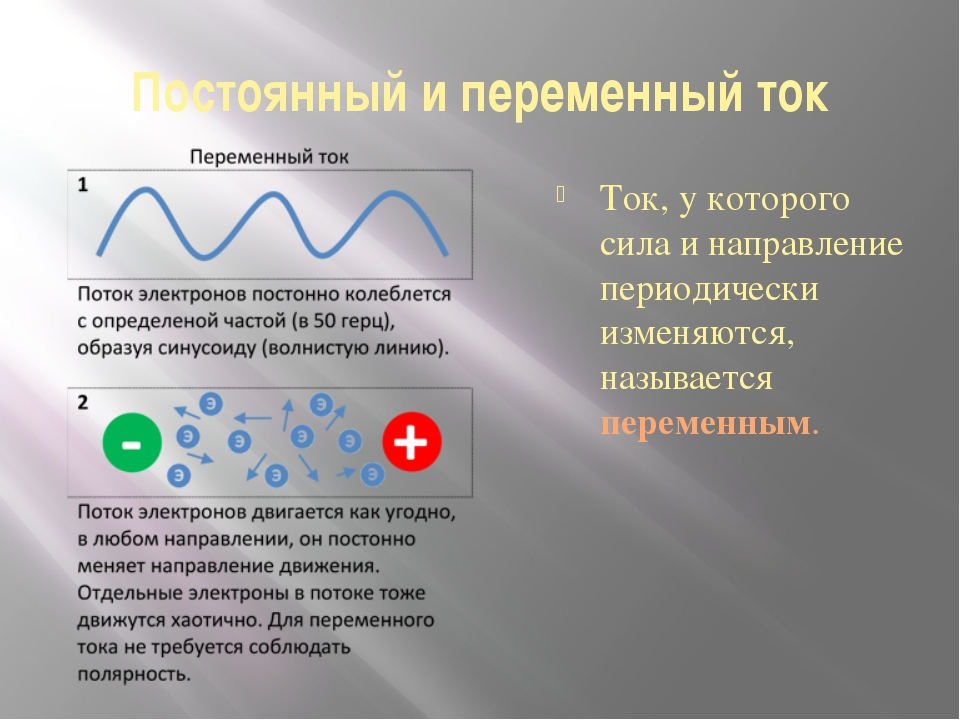 Постоянный и переменный ток
Переменный ток
1
Поток электронов постонно колеблется
с определеной частой (в 50 герц),
образуя синусоиду (волнистую линию).
2
- Э Э Э Э Э Э Э Э Э +
Поток электронов двигается как угодно,
в любом направлении, он постонно
меняет направление движения.
Отдельные электроны в потоке тоже
движутся хаотично. Для переменного
тока не требуется соблюдать
полярность.
Ток, у которого
сила и направление
периодически
изменяются,
называется
переменным.